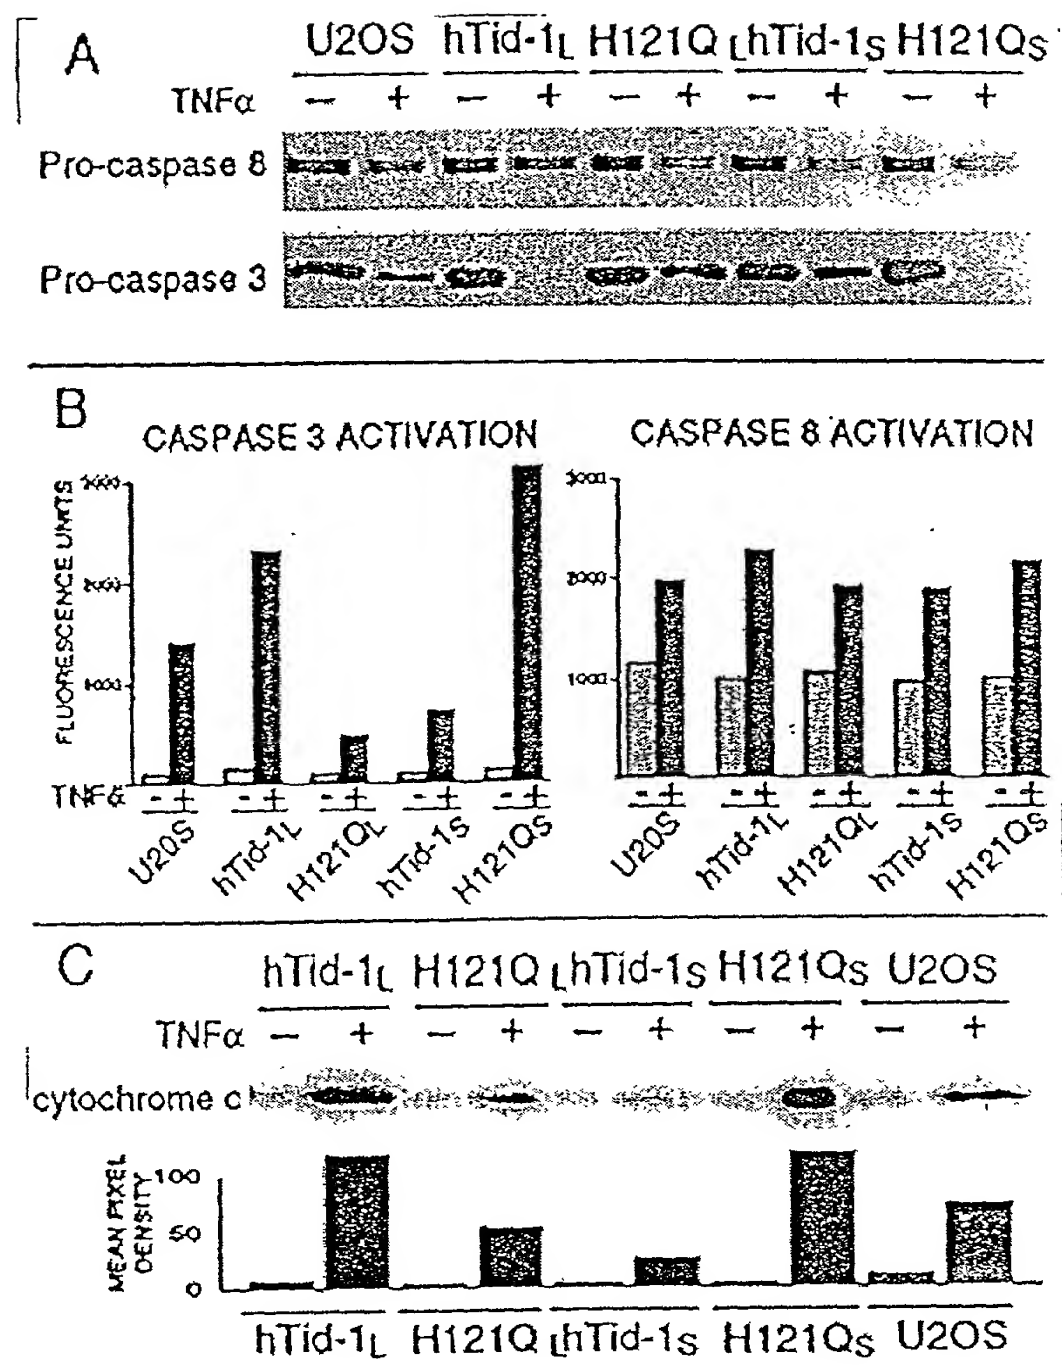 A
U2OS hTid-1L H121Q LhTid-1S H121QS
TNFα − + − + − + − + − +
Pro-caspase 8
Pro-caspase 3
B
CASPASE 3 ACTIVATION
CASPASE 8 ACTIVATION
FLUORESCENCE UNITS
3000
2000
1000
3000
2000
1000
TNFα - + - + - + - + - +
- + - + - + - + - +
U20S hTid-1L H121QL hTid-1S H121QS
U20S hTid-1L H121QL hTid-1S H121QS
C
hTid-1L H121Q LhTid-1S H121QS U2OS
TNFα − + − + − + − + − +
cytochrome c
MEAN PIXEL
DENSITY
100
50
0
hTid-1L H121Q LhTid-1S H121QS U2OS